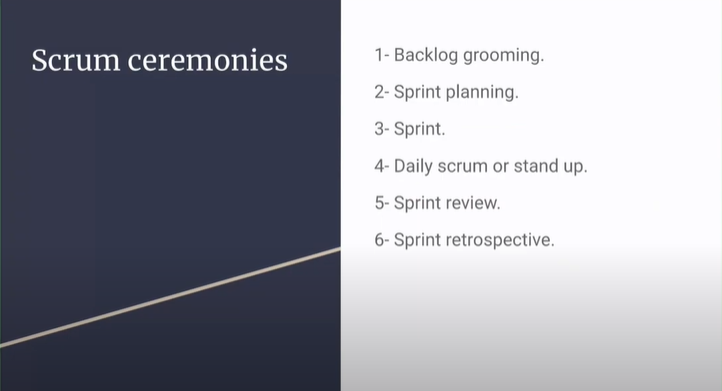 Scrum ceremonies
1- Backlog grooming.
2- Sprint planning.
3- Sprint.
4- Daily scrum or stand up.
5- Sprint review.
6- Sprint retrospective.